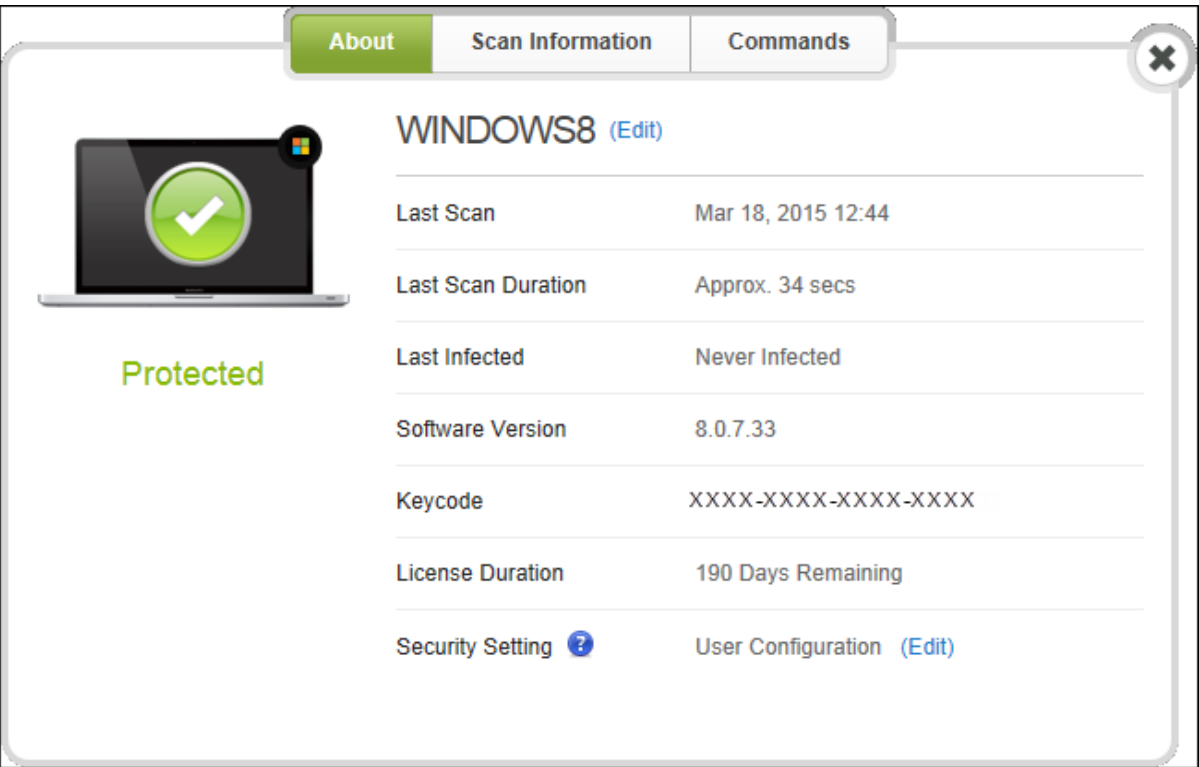 About Scan Information Commands
WINDOWS8 (Edit)
Last Scan Mar 18, 2015 12:44
Last Scan Duration Approx. 34 secs
Last Infected Never Infected
Protected
Software Version 8.0.7.33
Keycode XXXX-XXXX-XXXX-XXXX
License Duration 190 Days Remaining
Security Setting ? User Configuration (Edit)